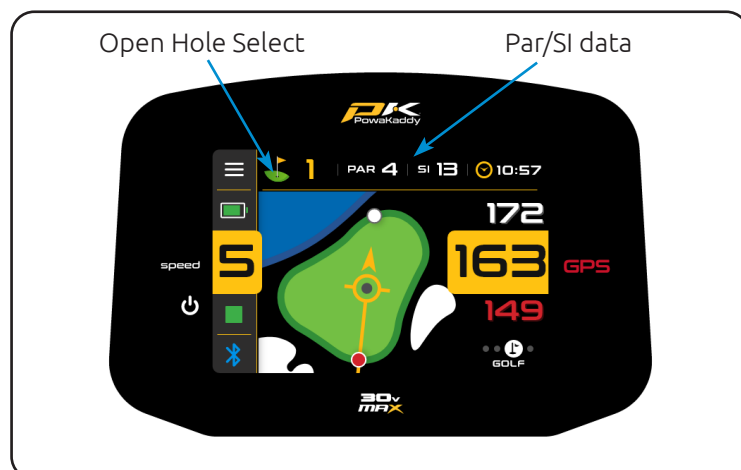 Open Hole Select
Par/SI data
PK
PowaKaddy
1 PAR 4 SI 13 10:57
172
speed 5 163 GPS
149
GOLF
30v
MAX